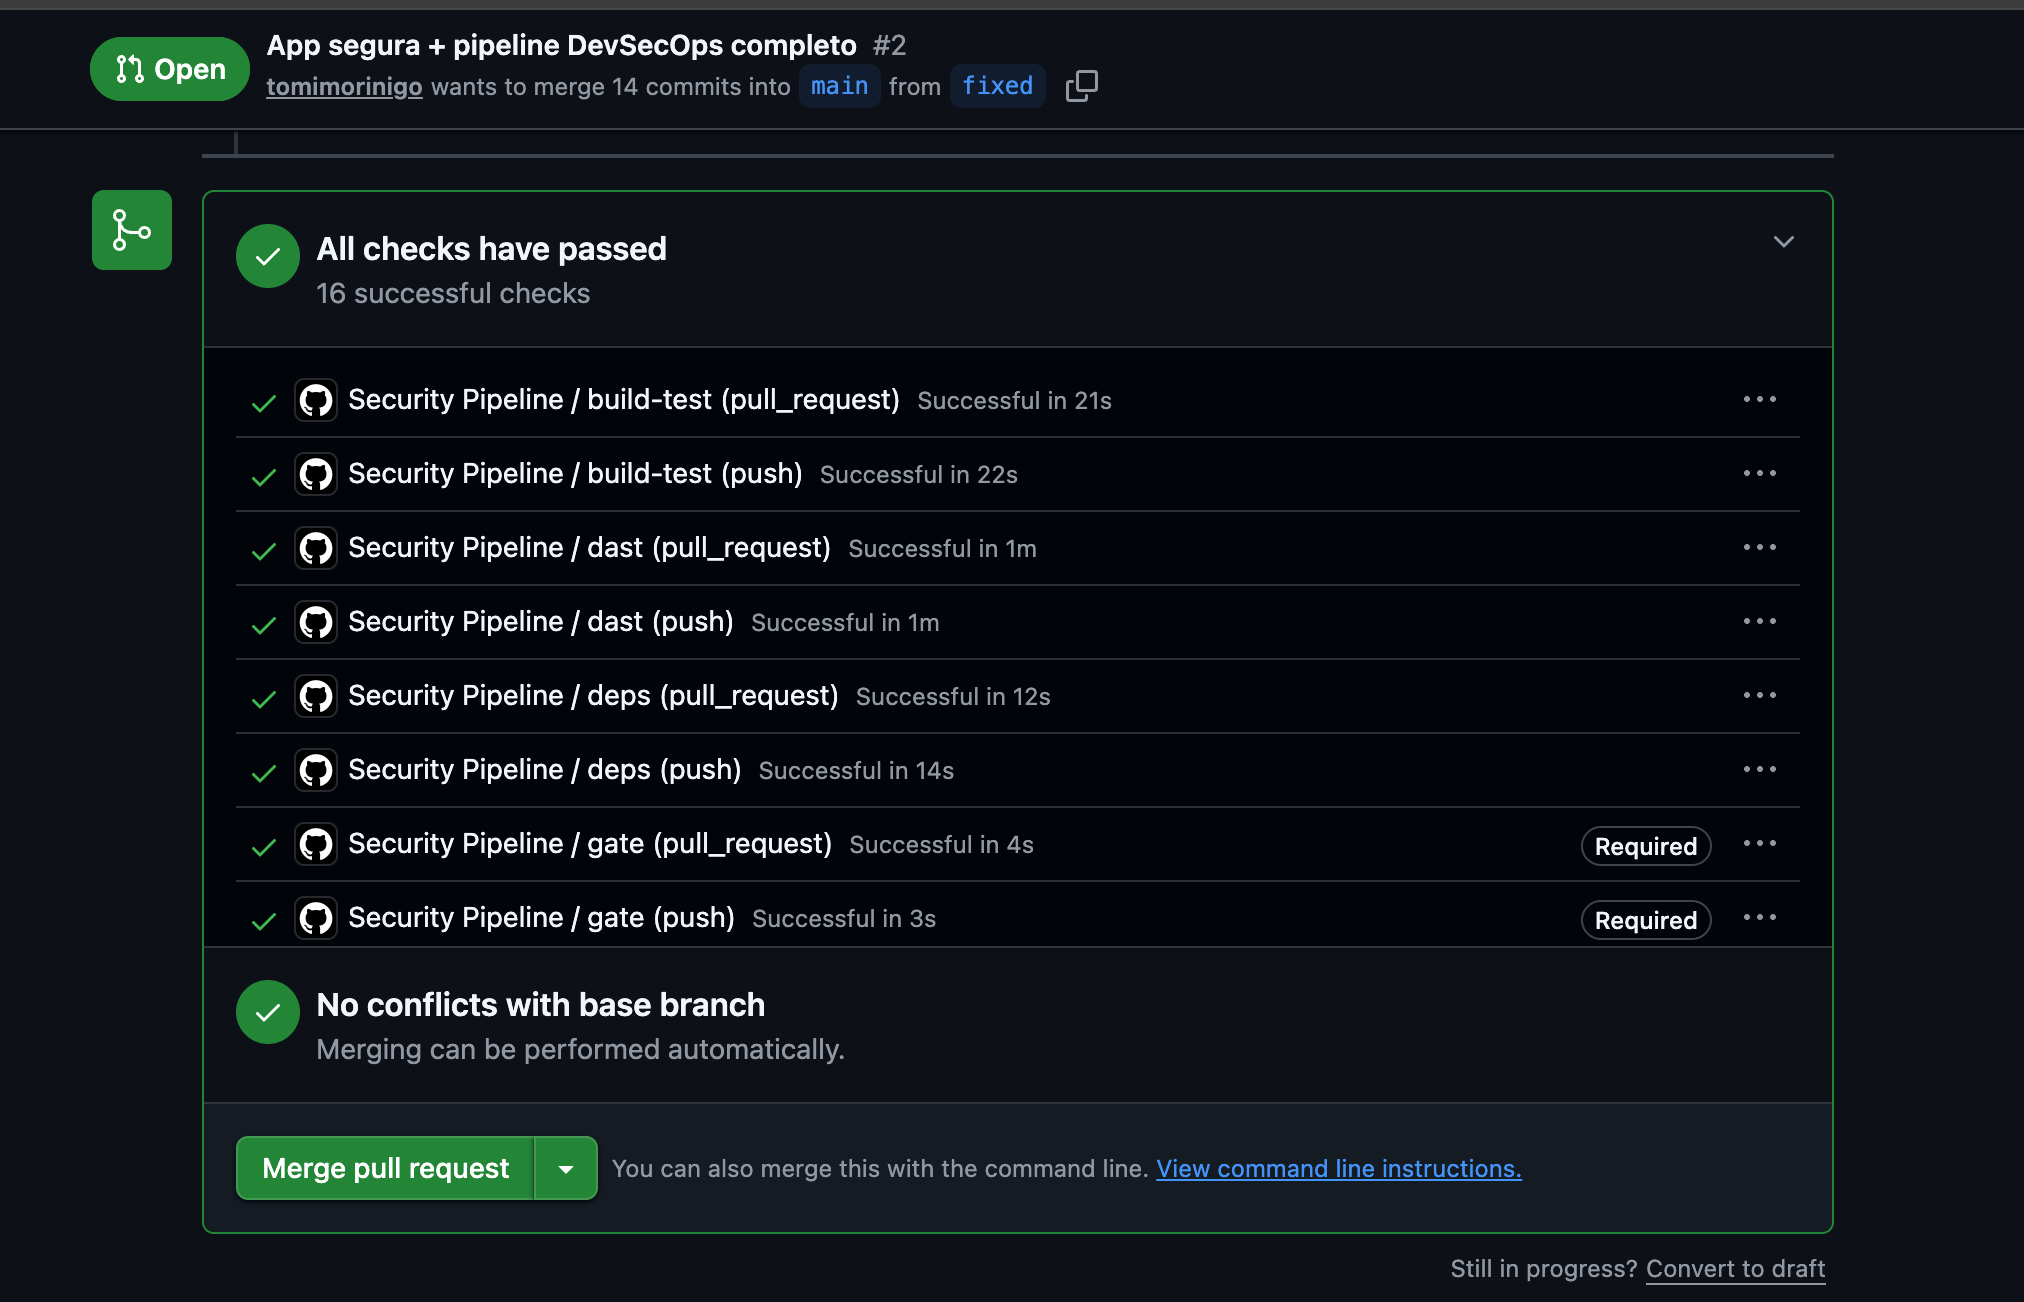 Open
App segura + pipeline DevSecOps completo #2
tomimorinigo wants to merge 14 commits into main from fixed
All checks have passed
16 successful checks
Security Pipeline / build-test (pull_request) Successful in 21s
Security Pipeline / build-test (push) Successful in 22s
Security Pipeline / dast (pull_request) Successful in 1m
Security Pipeline / dast (push) Successful in 1m
Security Pipeline / deps (pull_request) Successful in 12s
Security Pipeline / deps (push) Successful in 14s
Security Pipeline / gate (pull_request) Successful in 4s Required
Security Pipeline / gate (push) Successful in 3s Required
No conflicts with base branch
Merging can be performed automatically.
Merge pull request You can also merge this with the command line. View command line instructions.
Still in progress? Convert to draft